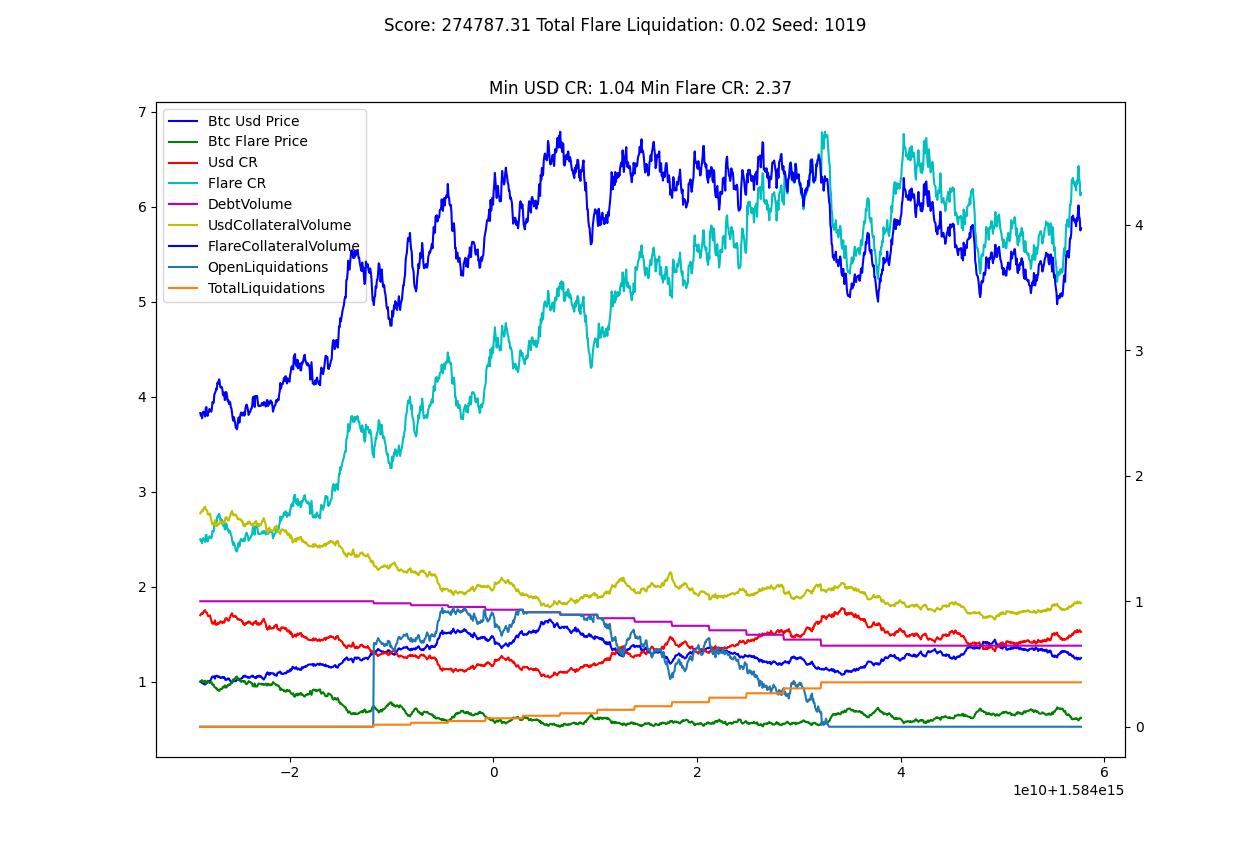 Score: 274787.31 Total Flare Liquidation: 0.02 Seed: 1019
Min USD CR: 1.04 Min Flare CR: 2.37
7
6
5
4
3
2
1
Btc Usd Price
Btc Flare Price
Usd CR
Flare CR
DebtVolume
UsdCollateralVolume
FlareCollateralVolume
OpenLiquidations
TotalLiquidations
4
3
2
1
0
−2
0
2
4
6
1e10+1.584e15